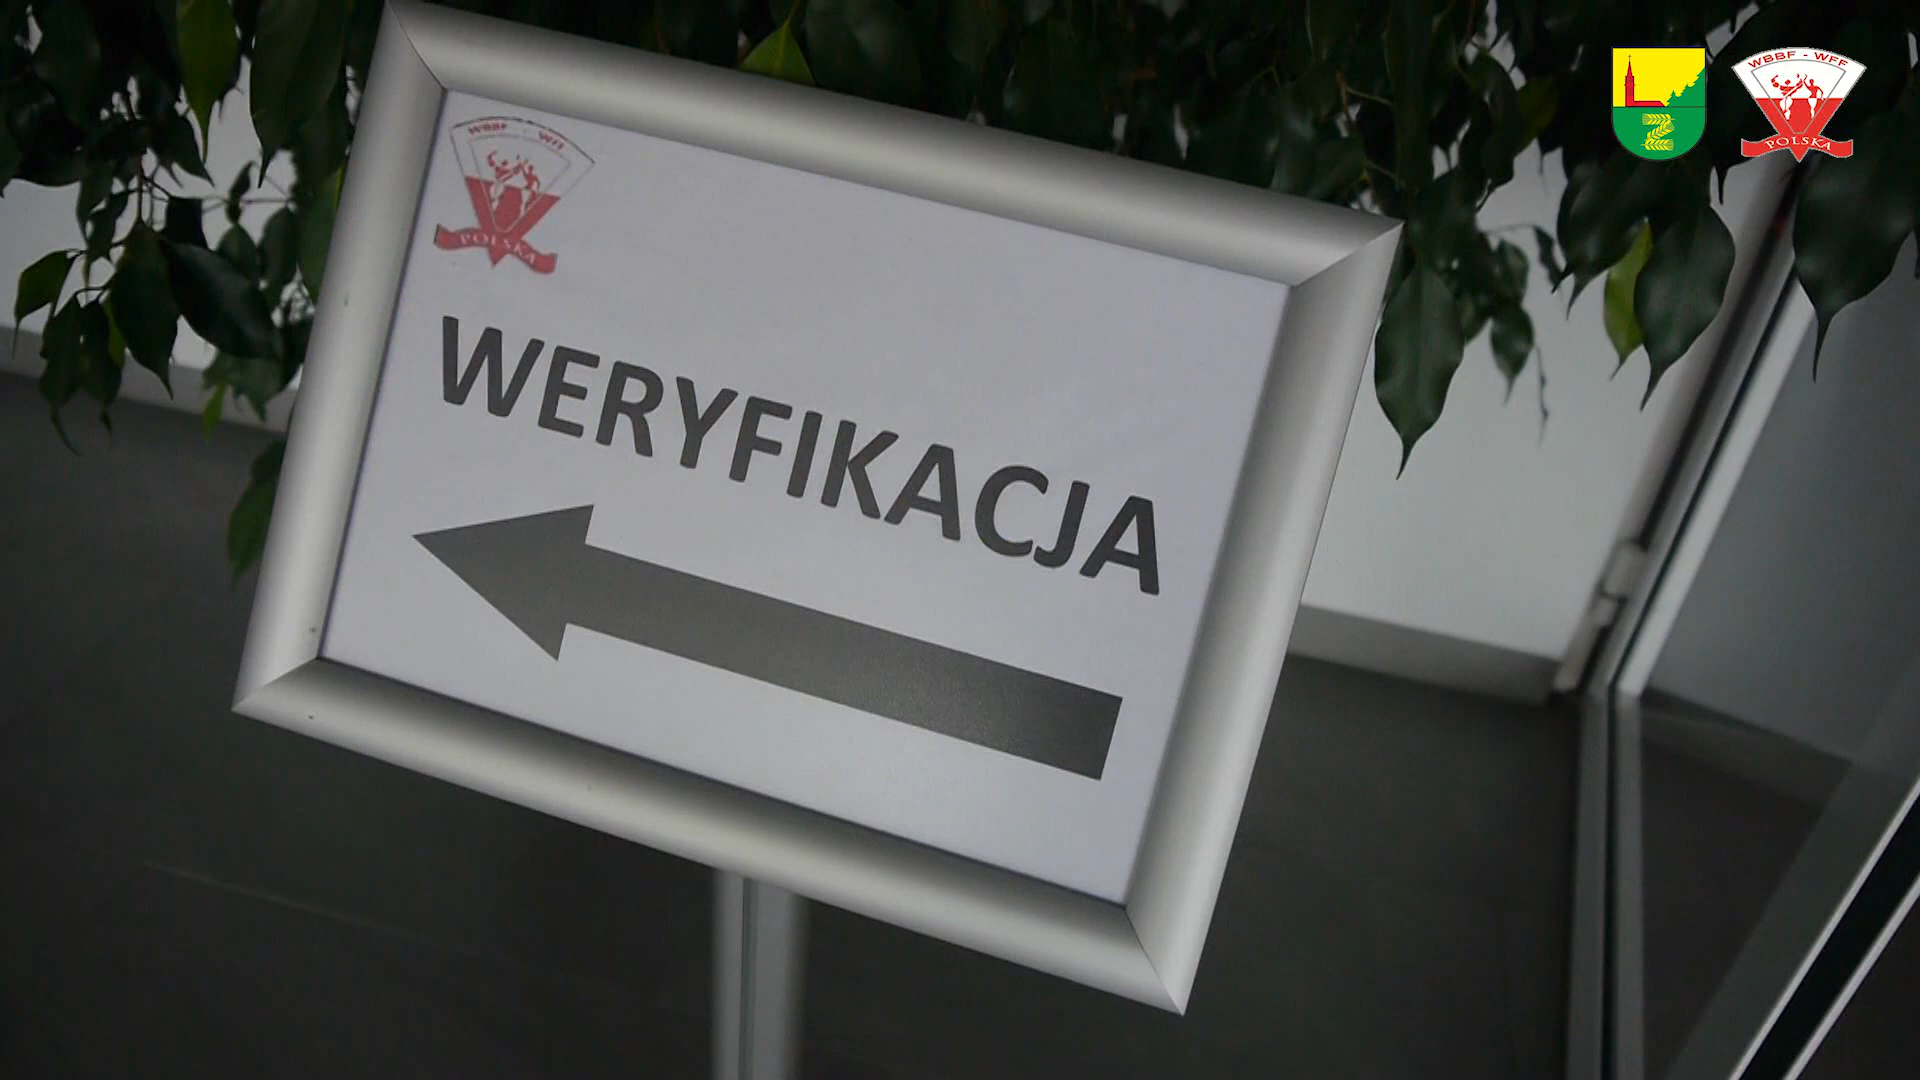 WBBF - WFF
POLSKA
WERYFIKACJA
WBBF - WFF
POLSKA